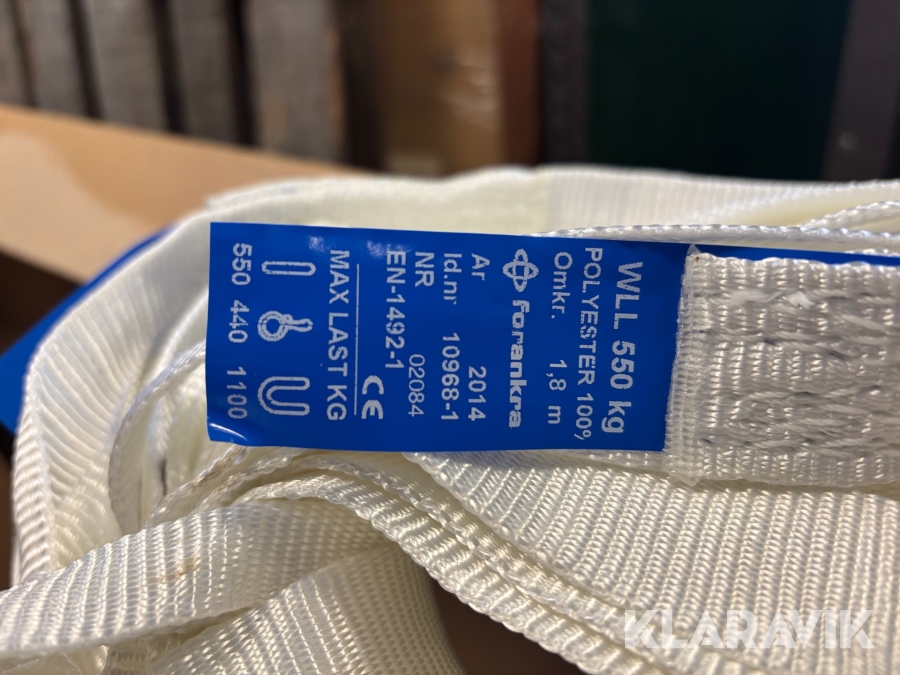 WLL 550 kg
POLYESTER 100%
Omkr. 1,8 m
forankra
Ar 2014
Id.nr 10968-1
NR 02084
EN-1492-1
CE
MAX LAST KG
550 440 1100
KLARAVIK